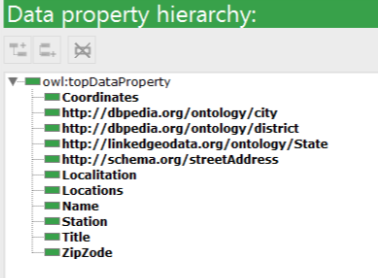 Data property hierarchy:
owl:topDataProperty
Coordinates
http://dbpedia.org/ontology/city
http://dbpedia.org/ontology/district
http://linkedgeodata.org/ontology/State
http://schema.org/streetAddress
Localitation
Locations
Name
Station
Title
ZipZode